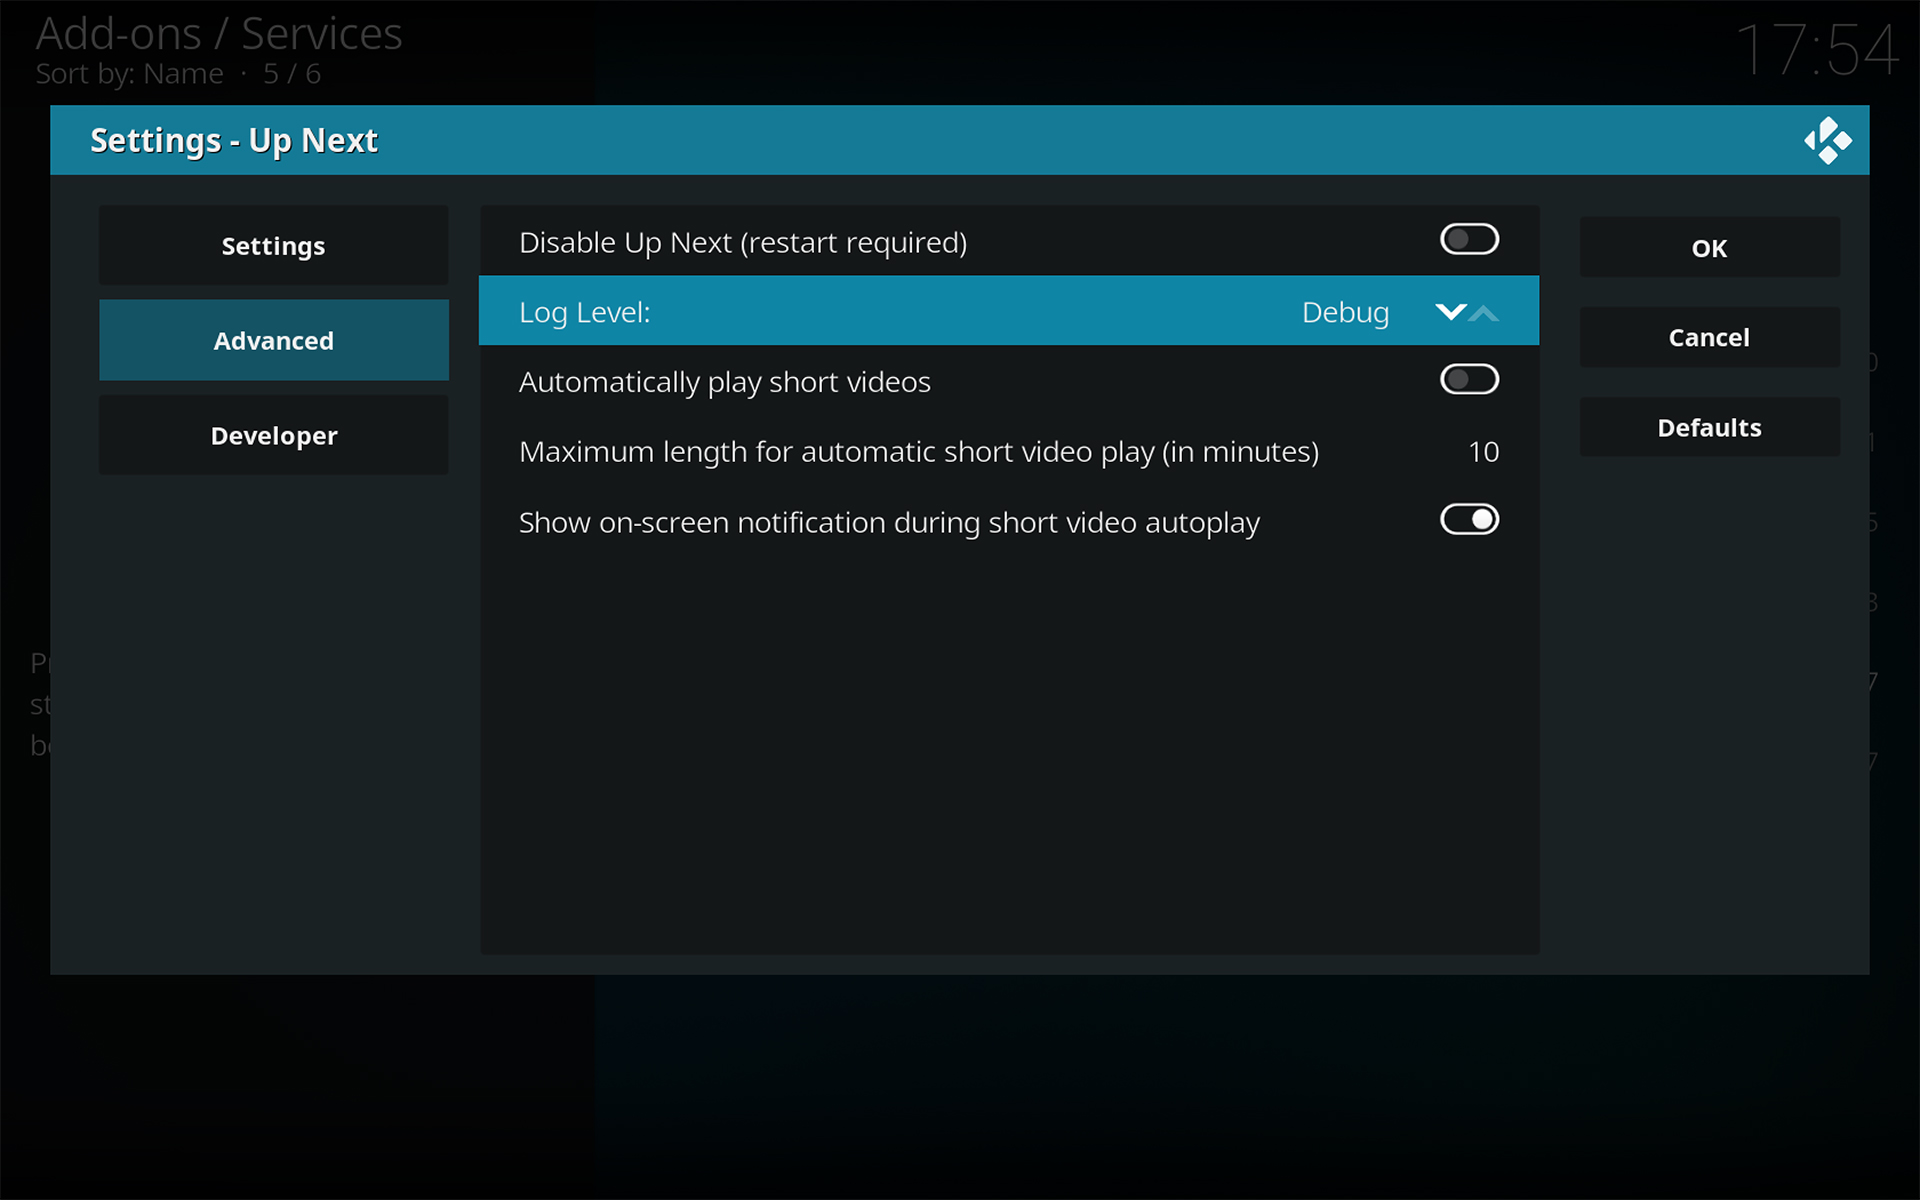 Add-ons / Services
Sort by: Name · 5 / 6
17:54
Settings - Up Next
Settings
Advanced
Developer
Disable Up Next (restart required)
Log Level: Debug
Automatically play short videos
Maximum length for automatic short video play (in minutes) 10
Show on-screen notification during short video autoplay
OK
Cancel
Defaults